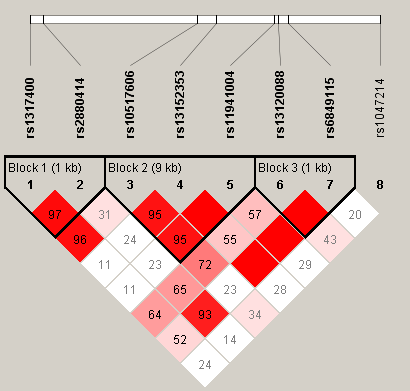 rs1317400
rs2880414
rs10517606
rs13152353
rs11941004
rs13120088
rs6849115
rs1047214
Block 1 (1 kb) Block 2 (9 kb) Block 3 (1 kb)
1 2 3 4 5 6 7 8
97 31 95 57 20
96 24 95 55 43
11 23 72 29
11 65 23 28
64 93 34
52 14
24